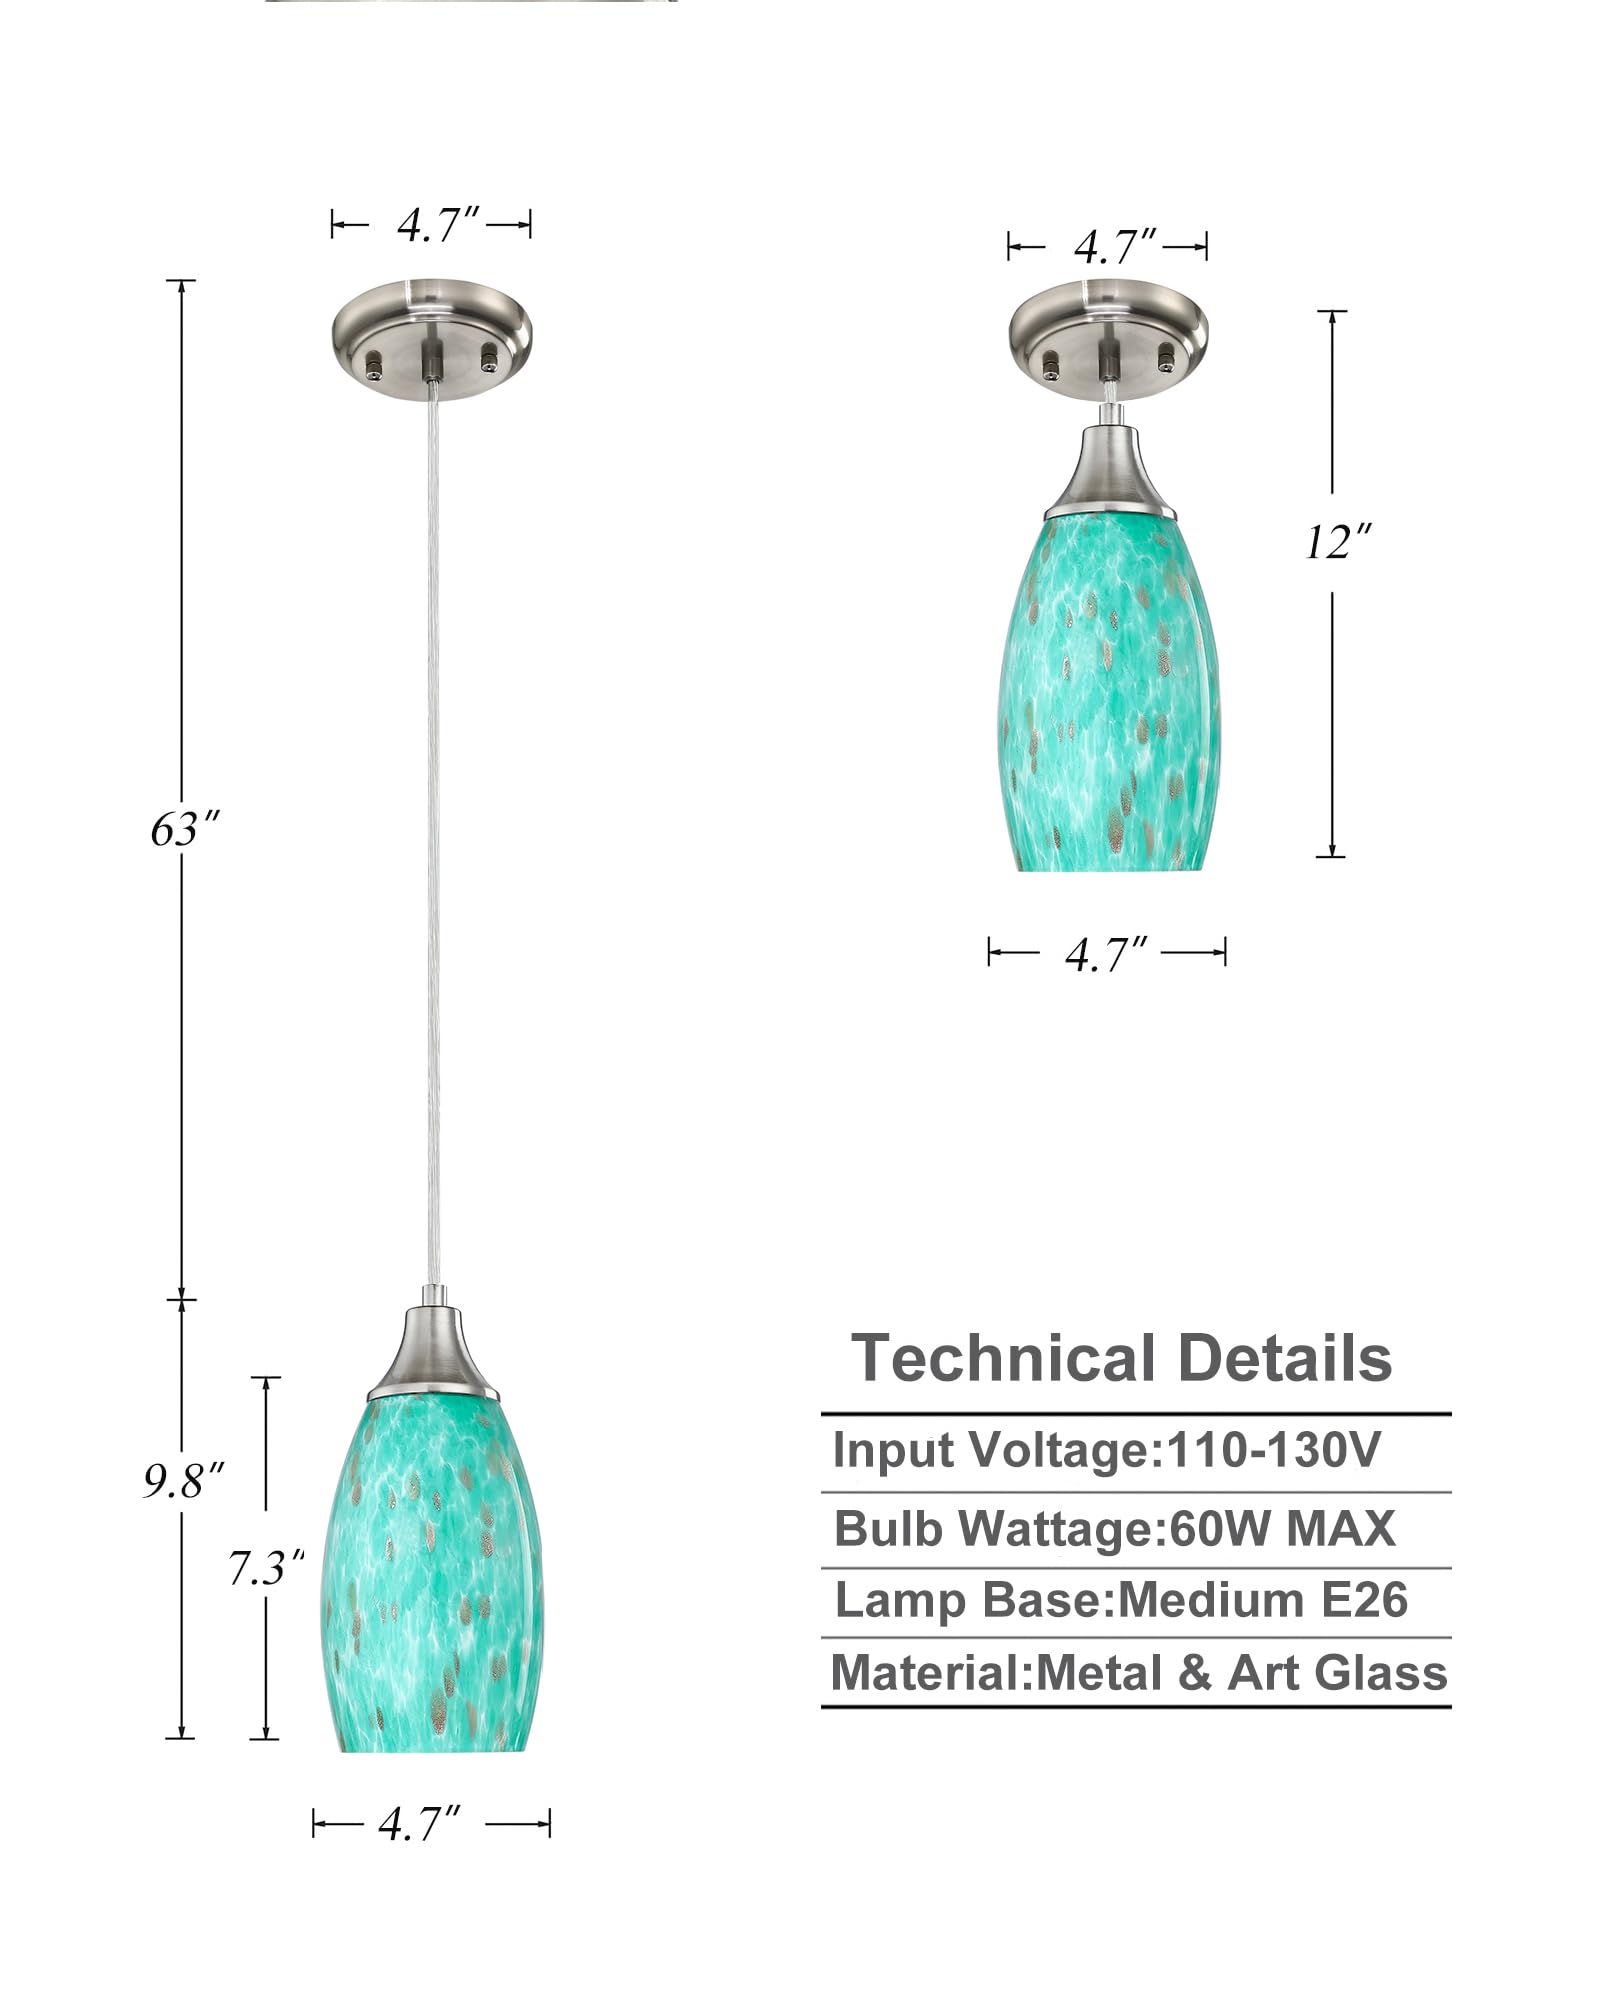 4.7"
4.7"
12"
63"
4.7"
9.8"
7.3"
4.7"
Technical Details
Input Voltage:110-130V
Bulb Wattage:60W MAX
Lamp Base:Medium E26
Material:Metal & Art Glass